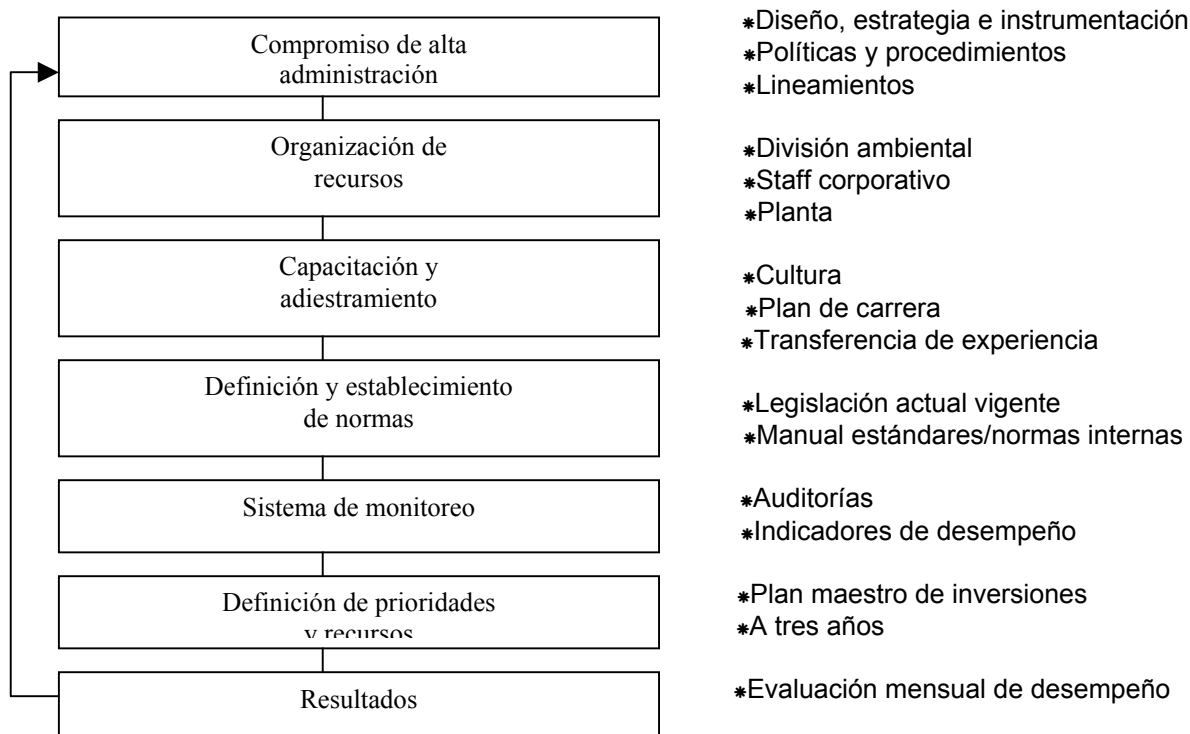 Compromiso de alta
administración
*Diseño, estrategia e instrumentación
*Políticas y procedimientos
*Lineamientos
Organización de
recursos
*División ambiental
*Staff corporativo
*Planta
Capacitación y
adiestramiento
*Cultura
*Plan de carrera
*Transferencia de experiencia
Definición y establecimiento
de normas
*Legislación actual vigente
*Manual estándares/normas internas
Sistema de monitoreo
*Auditorías
*Indicadores de desempeño
Definición de prioridades
y recursos
*Plan maestro de inversiones
*A tres años
Resultados
*Evaluación mensual de desempeño